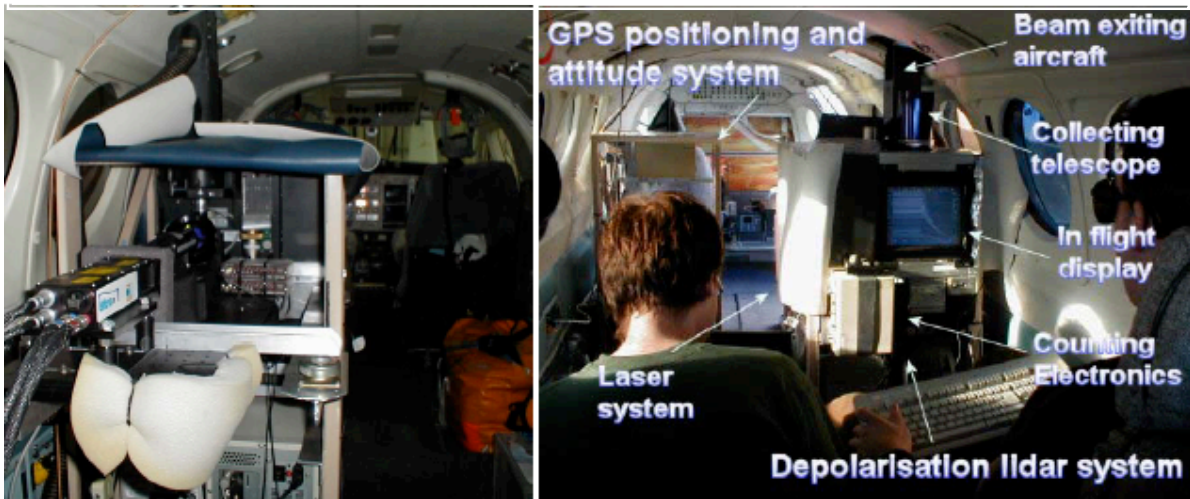 GPS positioning and
attitude system
Beam exiting
aircraft
Collecting
telescope
In flight
display
Counting
Electronics
Laser
system
Depolarisation lidar system